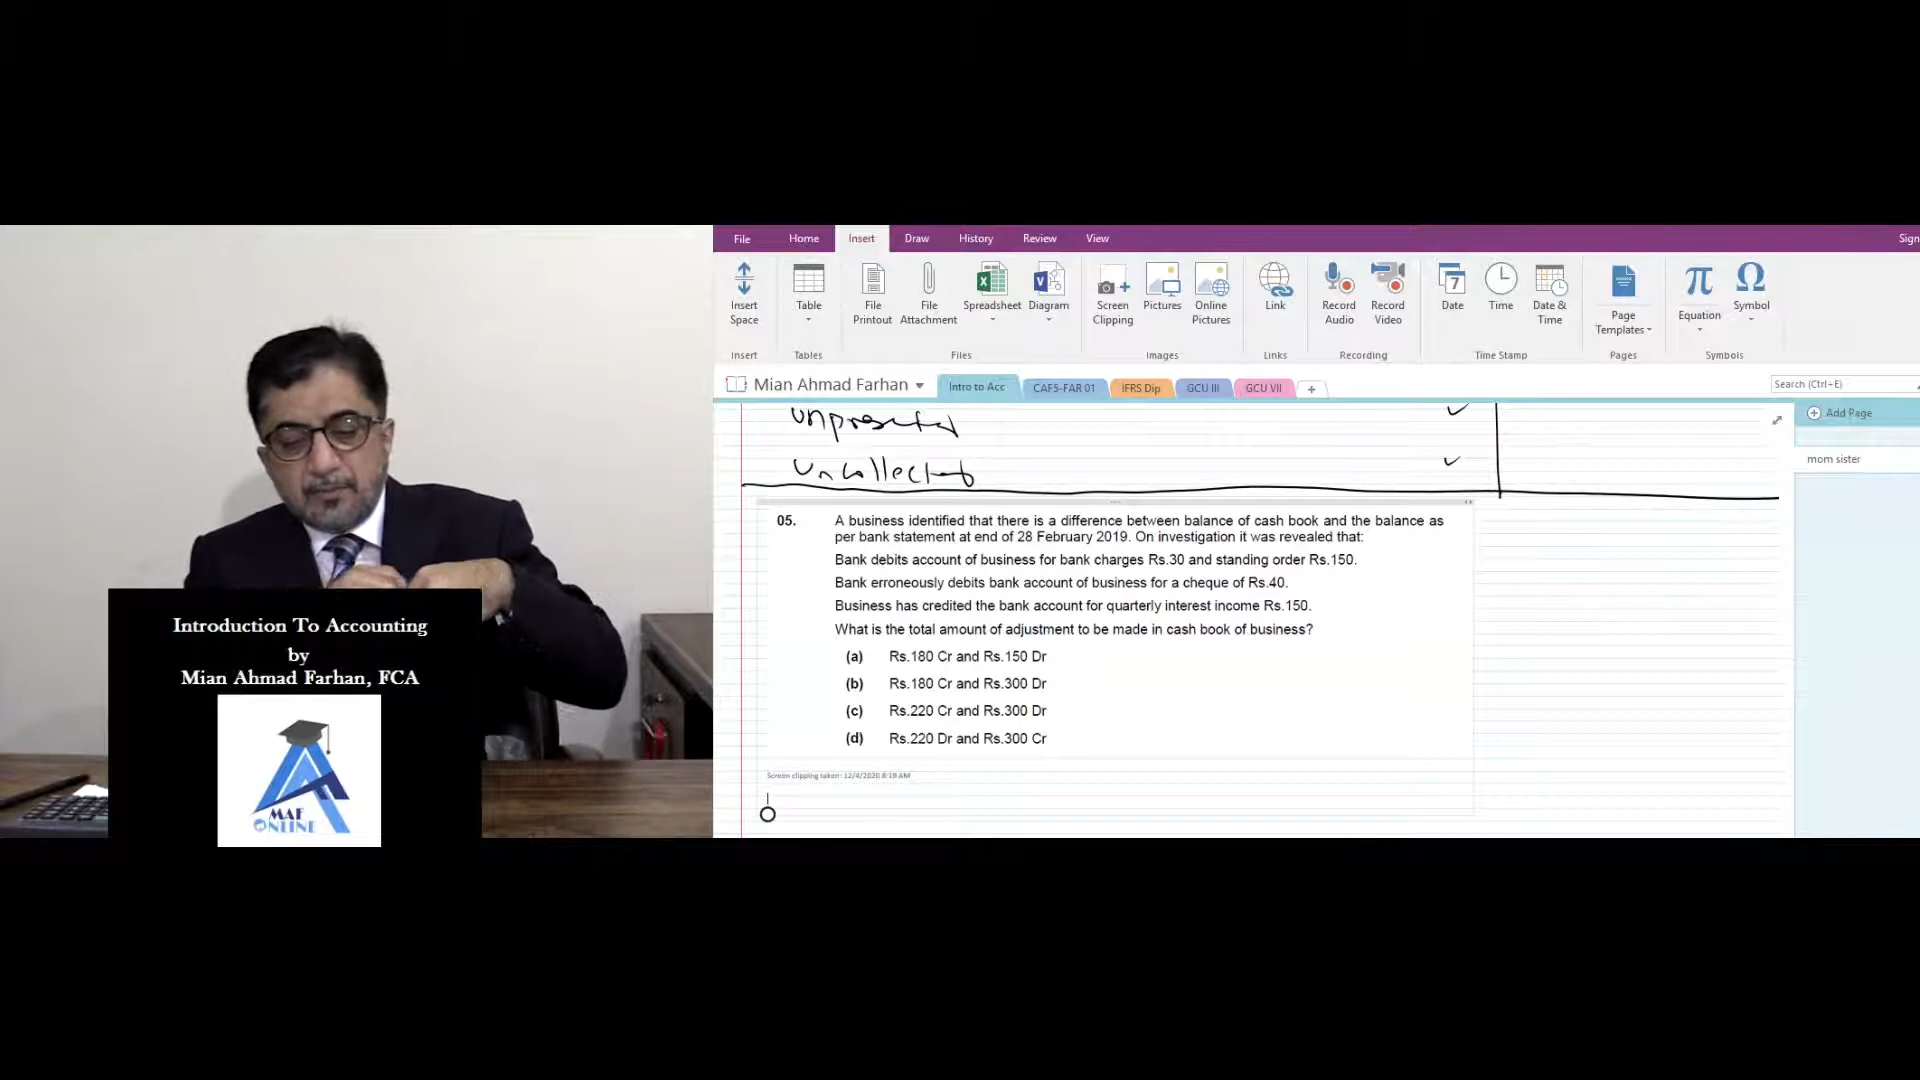 File Home Insert Draw History Review View Sign
Insert Space
Table
File Printout
File Attachment
Spreadsheet
Diagram
Screen Clipping
Pictures
Online Pictures
Link
Record Audio
Record Video
Date
Time
Date & Time
Page Templates
Equation
Symbol
Insert Tables Files Images Links Recording Time Stamp Pages Symbols
Mian Ahmad Farhan Intro to Acc CAF5-FAR 01 IFRS Dip GCU III GCU VII Search (Ctrl+E)
Add Page
mom sister
Unpresented
Uncollected
05. A business identified that there is a difference between balance of cash book and the balance as
per bank statement at end of 28 February 2019. On investigation it was revealed that:
Bank debits account of business for bank charges Rs.30 and standing order Rs.150.
Bank erroneously debits bank account of business for a cheque of Rs.40.
Business has credited the bank account for quarterly interest income Rs.150.
What is the total amount of adjustment to be made in cash book of business?
(a) Rs.180 Cr and Rs.150 Dr
(b) Rs.180 Cr and Rs.300 Dr
(c) Rs.220 Cr and Rs.300 Dr
(d) Rs.220 Dr and Rs.300 Cr
Screen clipping taken: 12/4/2020 8:19 AM
Introduction To Accounting
by
Mian Ahmad Farhan, FCA
MAF
ONLINE